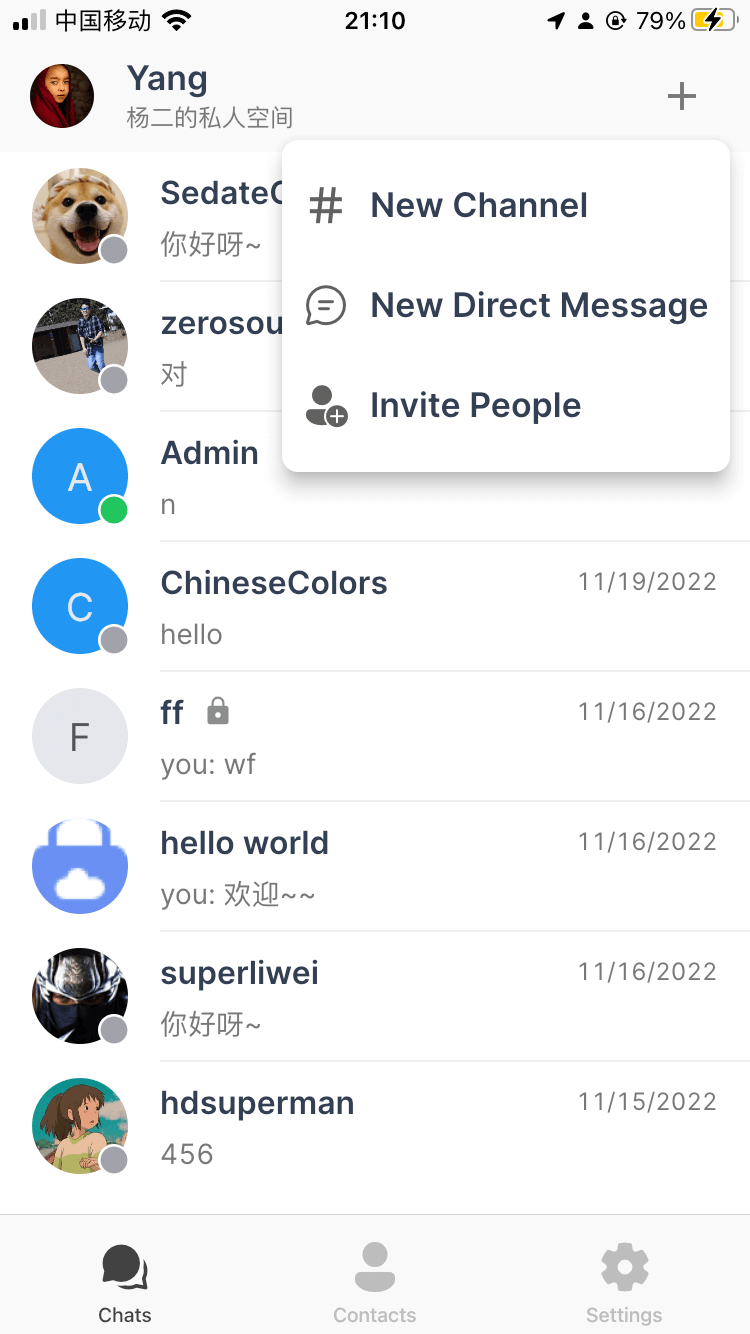 中国移动 21:10 79%
Yang
杨二的私人空间
New Channel
New Direct Message
Invite People
你好呀~
对
A Admin
n
C ChineseColors 11/19/2022
hello
F ff 11/16/2022
you: wf
hello world 11/16/2022
you: 欢迎~~
superliwei 11/16/2022
你好呀~
hdsuperman 11/15/2022
456
Chats Contacts Settings